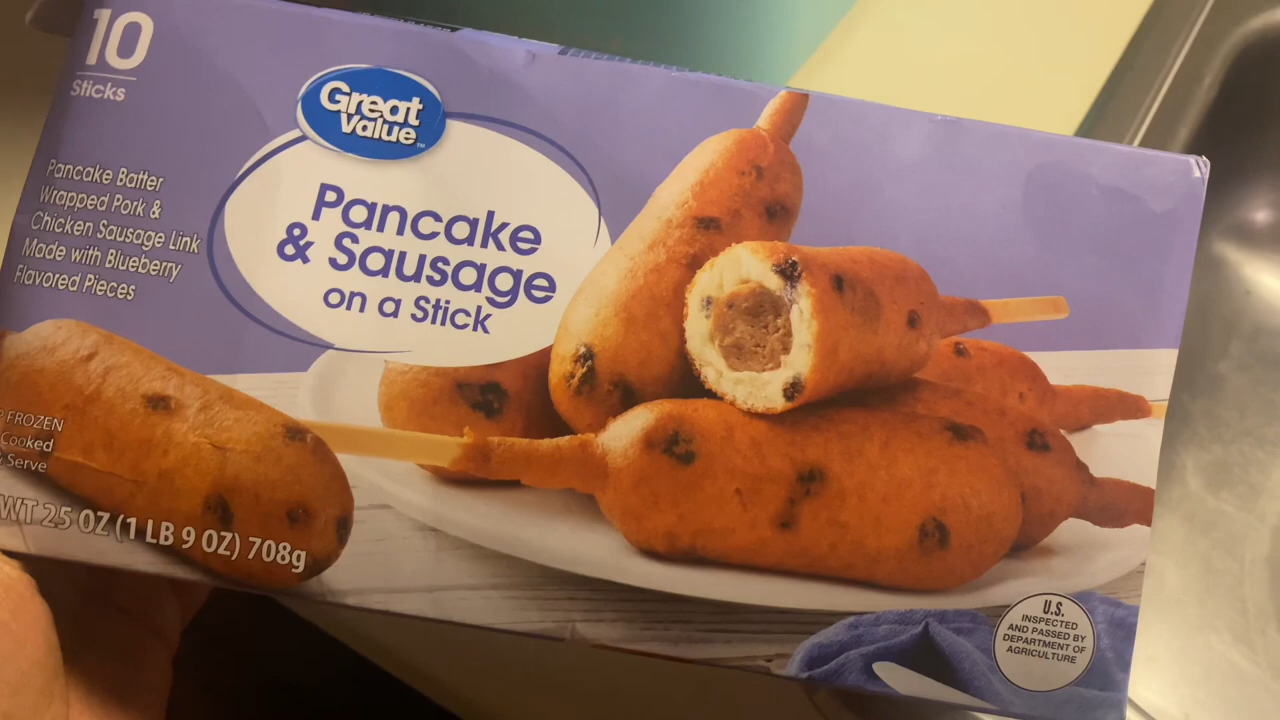 10
Sticks
Great
Value™
Pancake Batter
Wrapped Pork &
Chicken Sausage Link
Made with Blueberry
Flavored Pieces
Pancake
& Sausage
on a Stick
FROZEN
Cooked
& Serve
WT 25 OZ (1 LB 9 OZ) 708g
U.S.
INSPECTED
AND PASSED BY
DEPARTMENT OF
AGRICULTURE